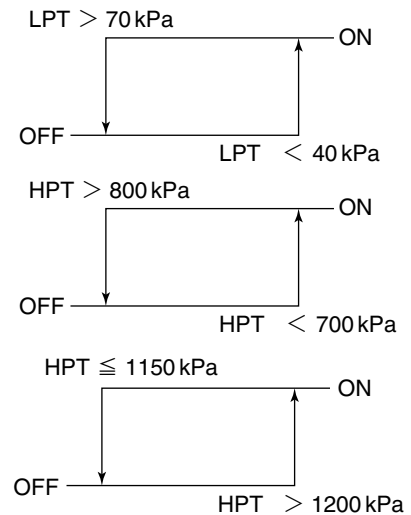 LPT > 70 kPa
ON
OFF
LPT < 40 kPa
HPT > 800 kPa
ON
OFF
HPT < 700 kPa
HPT ≦ 1150 kPa
ON
OFF
HPT > 1200 kPa